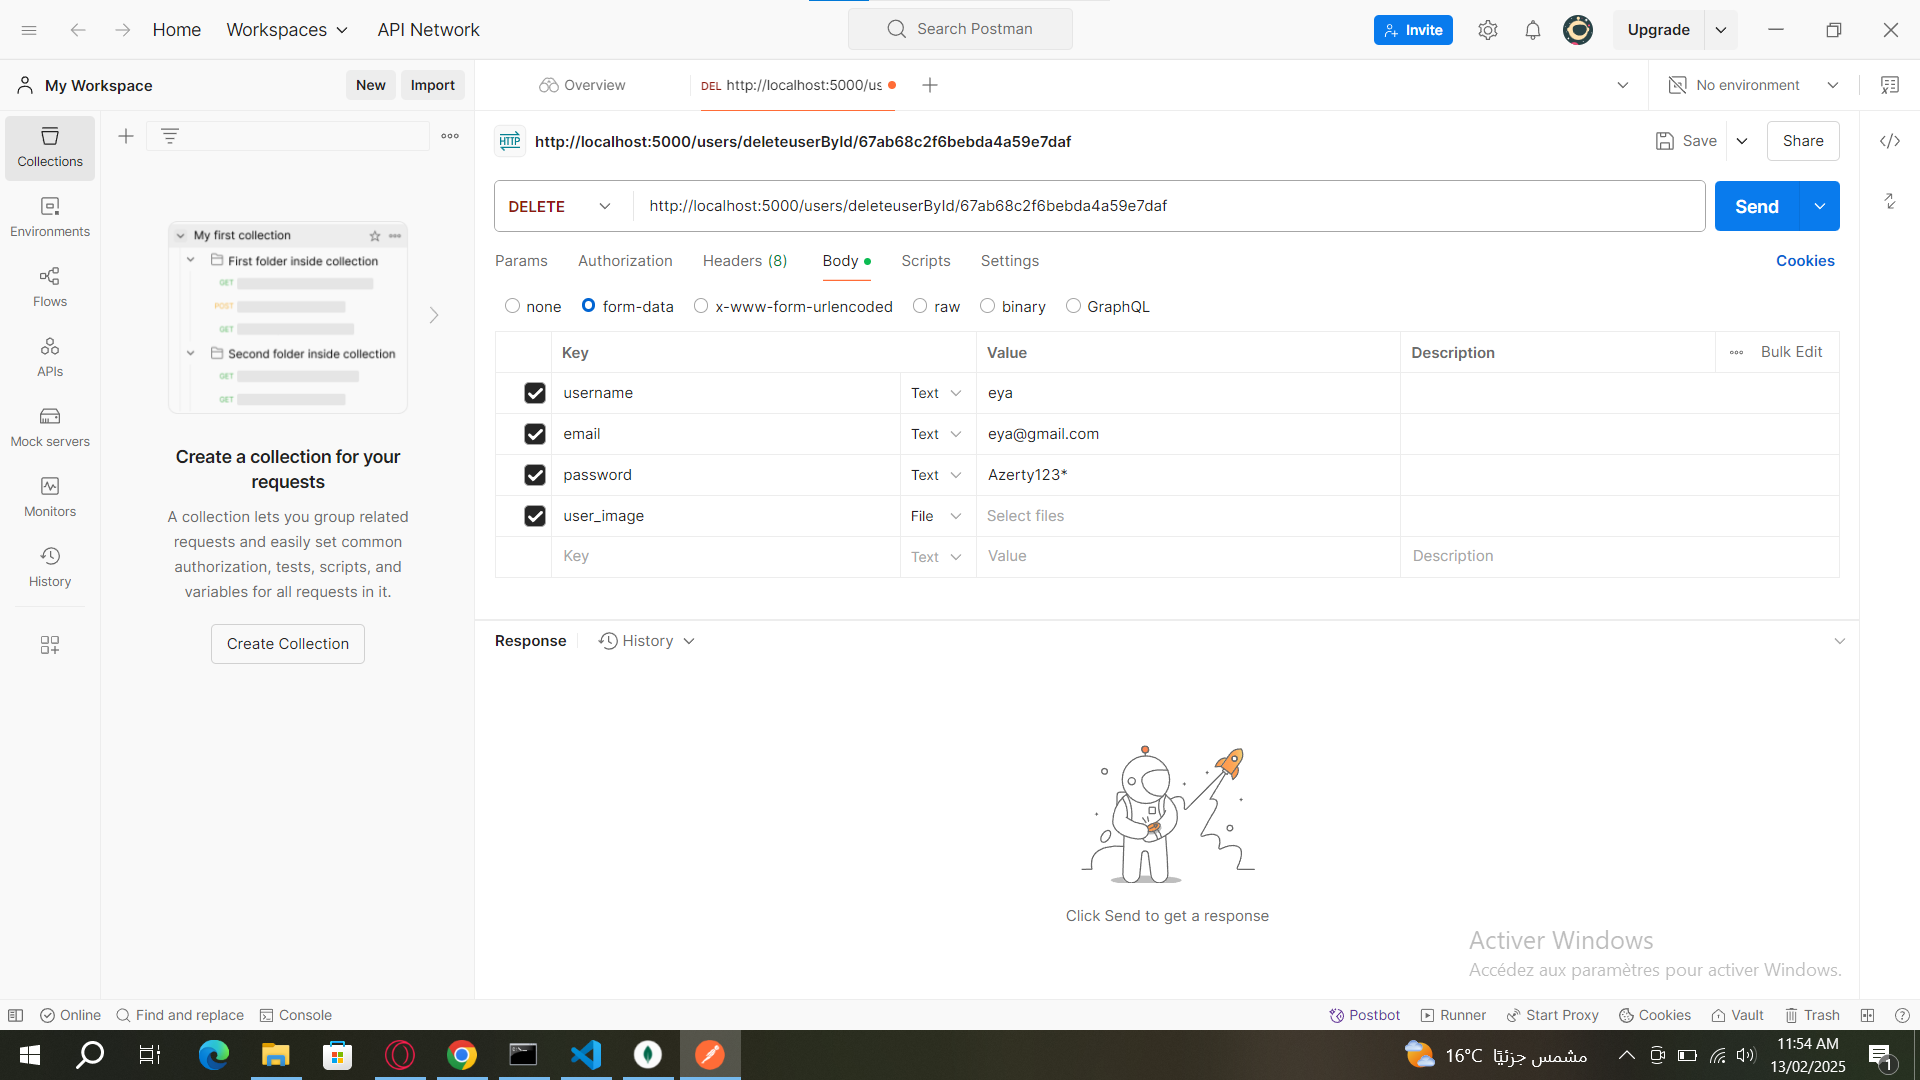 Home
Workspaces
API Network
Search Postman
Invite
Upgrade
My Workspace
New
Import
Overview
DEL http://localhost:5000/us
No environment
Collections
Environments
Flows
APIs
Mock servers
Monitors
History
My first collection
First folder inside collection
GET
POST
GET
Second folder inside collection
GET
GET
Create a collection for your
requests
A collection lets you group related
requests and easily set common
authorization, tests, scripts, and
variables for all requests in it.
Create Collection
HTTP http://localhost:5000/users/deleteuserById/67ab68c2f6bebda4a59e7daf
Save
Share
DELETE
http://localhost:5000/users/deleteuserById/67ab68c2f6bebda4a59e7daf
Send
Params
Authorization
Headers (8)
Body
Scripts
Settings
Cookies
none
form-data
x-www-form-urlencoded
raw
binary
GraphQL
Key
Value
Description
Bulk Edit
username
Text
eya
email
Text
eya@gmail.com
password
Text
Azerty123*
user_image
File
Select files
Key
Text
Value
Description
Response
History
Click Send to get a response
Activer Windows
Accédez aux paramètres pour activer Windows.
Online
Find and replace
Console
Postbot
Runner
Start Proxy
Cookies
Vault
Trash
16°C مشمس جزئيًا
11:54 AM
13/02/2025
1